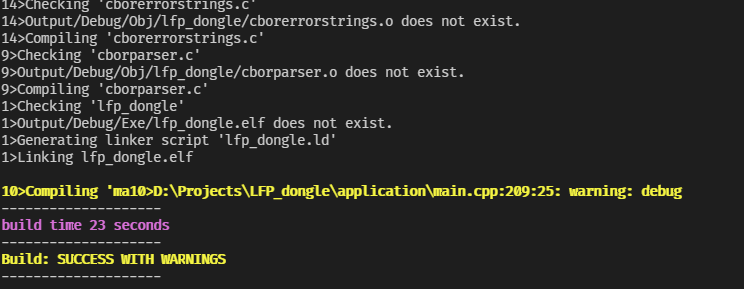 14>Checking 'cborerrorstrings.c'
14>Output/Debug/Obj/lfp_dongle/cborerrorstrings.o does not exist.
14>Compiling 'cborerrorstrings.c'
9>Checking 'cborparser.c'
9>Output/Debug/Obj/lfp_dongle/cborparser.o does not exist.
9>Compiling 'cborparser.c'
1>Checking 'lfp_dongle'
1>Output/Debug/Exe/lfp_dongle.elf does not exist.
1>Generating linker script 'lfp_dongle.ld'
1>Linking lfp_dongle.elf
10>Compiling 'ma10>D:\Projects\LFP_dongle\application\main.cpp:209:25: warning: debug
--------------------
build time 23 seconds
--------------------
Build: SUCCESS WITH WARNINGS
--------------------